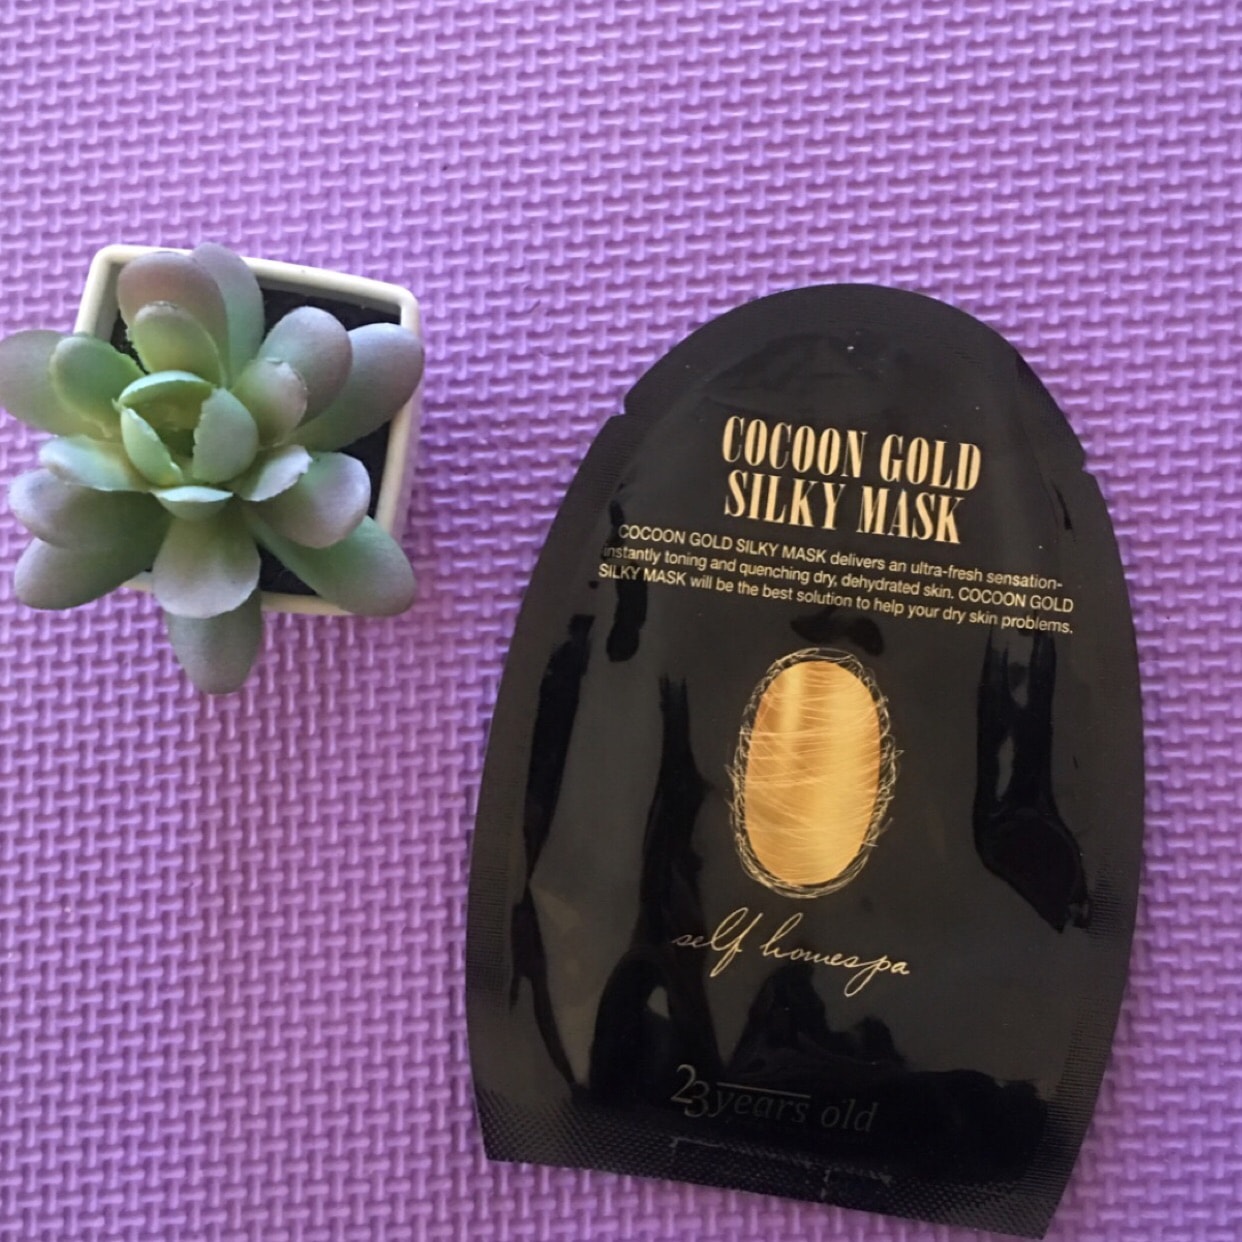 COCOON GOLD
SILKY MASK
COCOON GOLD SILKY MASK delivers an ultra-fresh sensation-
instantly toning and quenching dry, dehydrated skin. COCOON GOLD
SILKY MASK will be the best solution to help your dry skin problems.
self homespa
23 years old